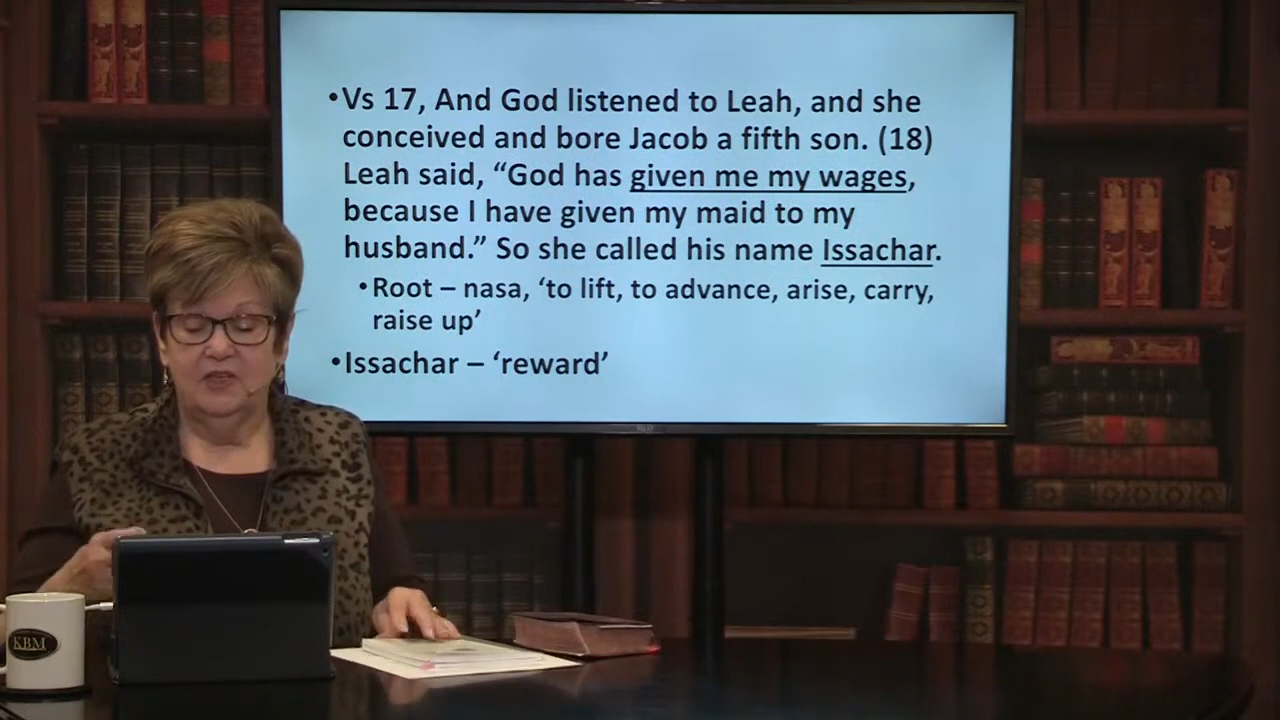 •Vs 17, And God listened to Leah, and she
conceived and bore Jacob a fifth son. (18)
Leah said, “God has given me my wages,
because I have given my maid to my
husband.” So she called his name Issachar.
•Root – nasa, ‘to lift, to advance, arise, carry,
raise up’
•Issachar – ‘reward’
KBM